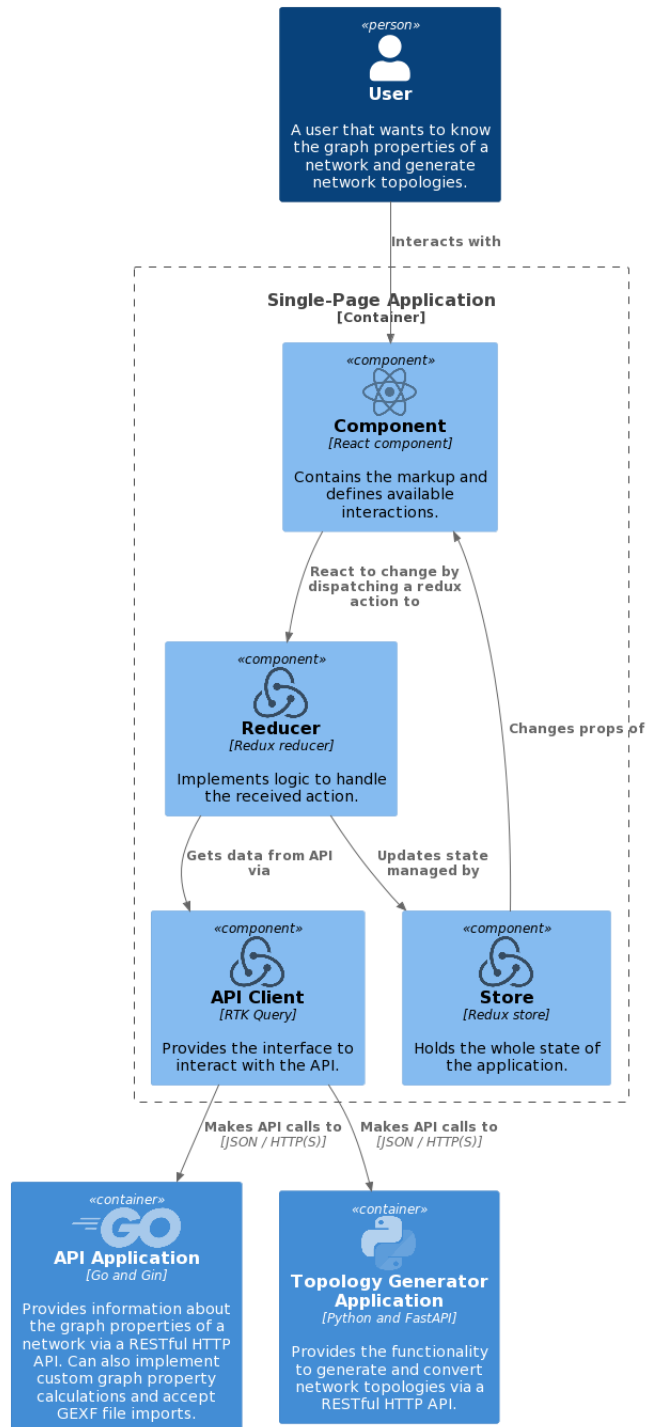 «person»
User
A user that wants to know
the graph properties of a
network and generate
network topologies.
Interacts with
Single-Page Application
[Container]
«component»
Component
[React component]
Contains the markup and
defines available
interactions.
React to change by
dispatching a redux
action to
«component»
Reducer
[Redux reducer]
Implements logic to handle
the received action.
Changes props of
Gets data from API
via
Updates state
managed by
«component»
API Client
[RTK Query]
Provides the interface to
interact with the API.
«component»
Store
[Redux store]
Holds the whole state of
the application.
Makes API calls to
[JSON / HTTP(S)]
Makes API calls to
[JSON / HTTP(S)]
«container»
GO
API Application
[Go and Gin]
Provides information about
the graph properties of a
network via a RESTful HTTP
API. Can also implement
custom graph property
calculations and accept
GEXF file imports.
«container»
Topology Generator
Application
[Python and FastAPI]
Provides the functionality
to generate and convert
network topologies via a
RESTful HTTP API.